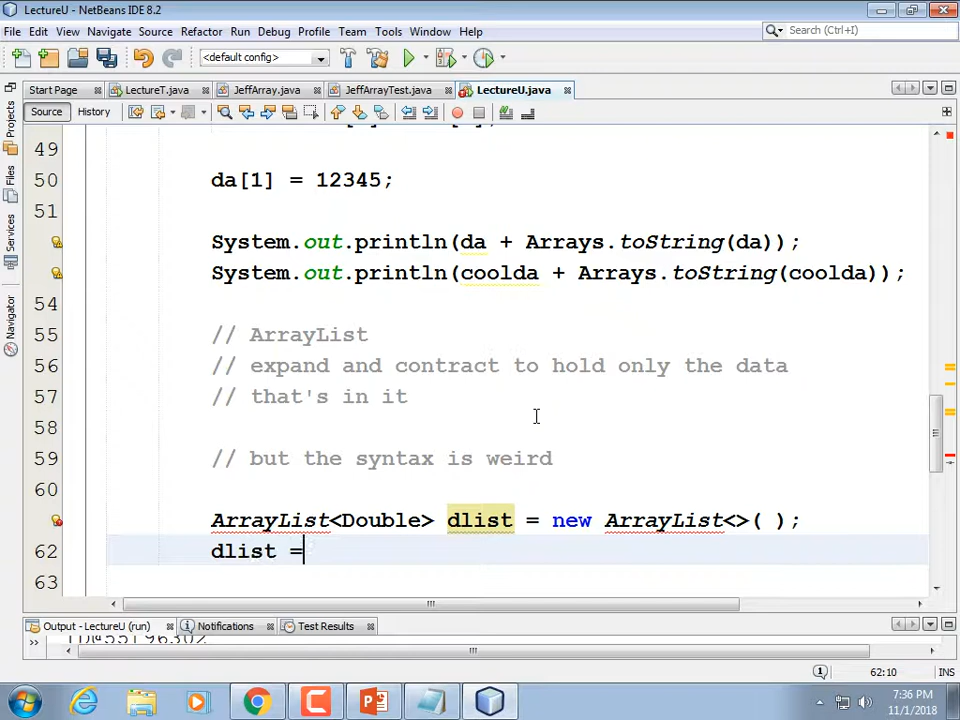 LectureU - NetBeans IDE 8.2
File Edit View Navigate Source Refactor Run Debug Profile Team Tools Window Help
Search (Ctrl+I)
<default config>
Start Page LectureT.java JeffArray.java JeffArrayTest.java LectureU.java
Source History
Projects
Files
Services
Navigator
49
50 da[1] = 12345;
51
System.out.println(da + Arrays.toString(da));
System.out.println(coolda + Arrays.toString(coolda));
54
55 // ArrayList
56 // expand and contract to hold only the data
57 // that's in it
58
59 // but the syntax is weird
60
ArrayList<Double> dlist = new ArrayList<>( );
62 dlist =
63
Output - LectureU (run) Notifications Test Results
62:10 INS
7:36 PM
11/1/2018